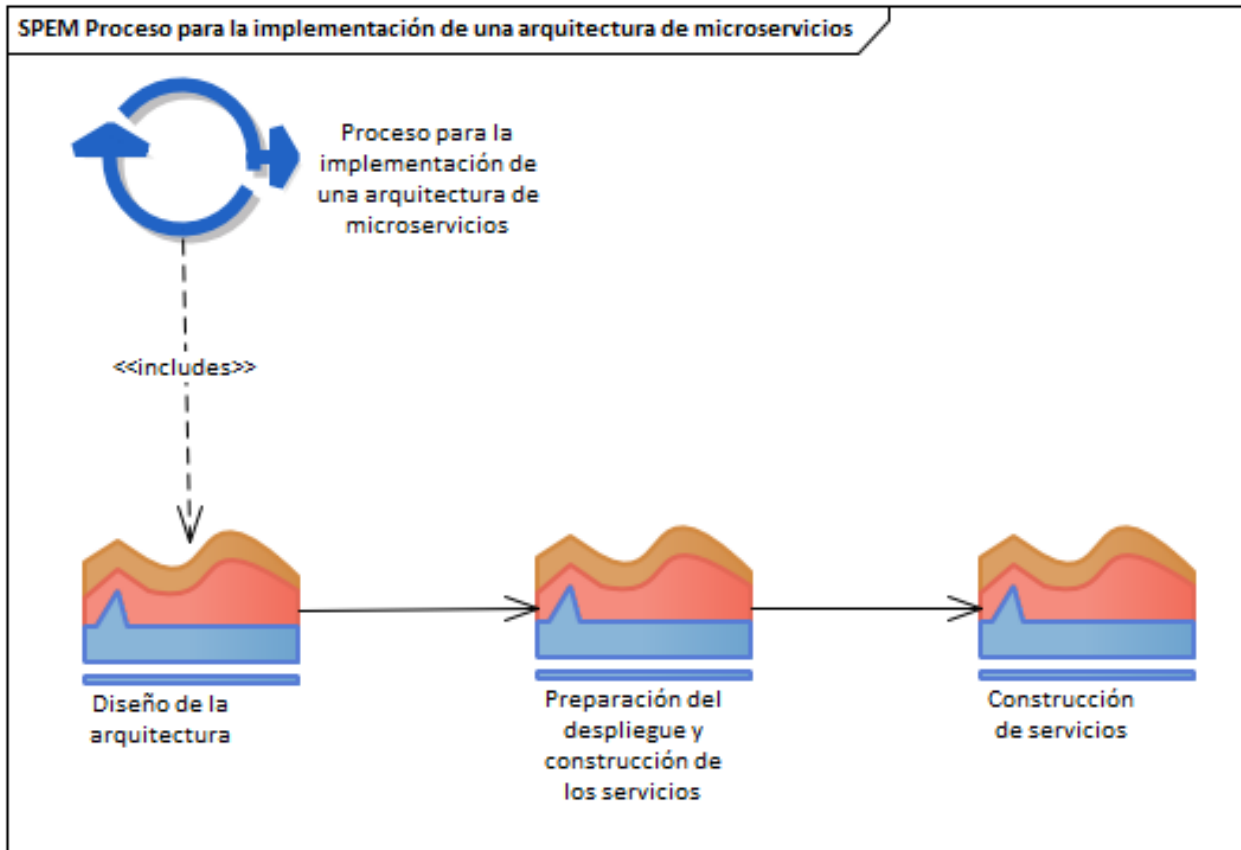 SPEM Proceso para la implementación de una arquitectura de microservicios
Proceso para la
implementación de
una arquitectura de
microservicios
<<includes>>
Diseño de la
arquitectura
Preparación del
despliegue y
construcción de
los servicios
Construcción
de servicios